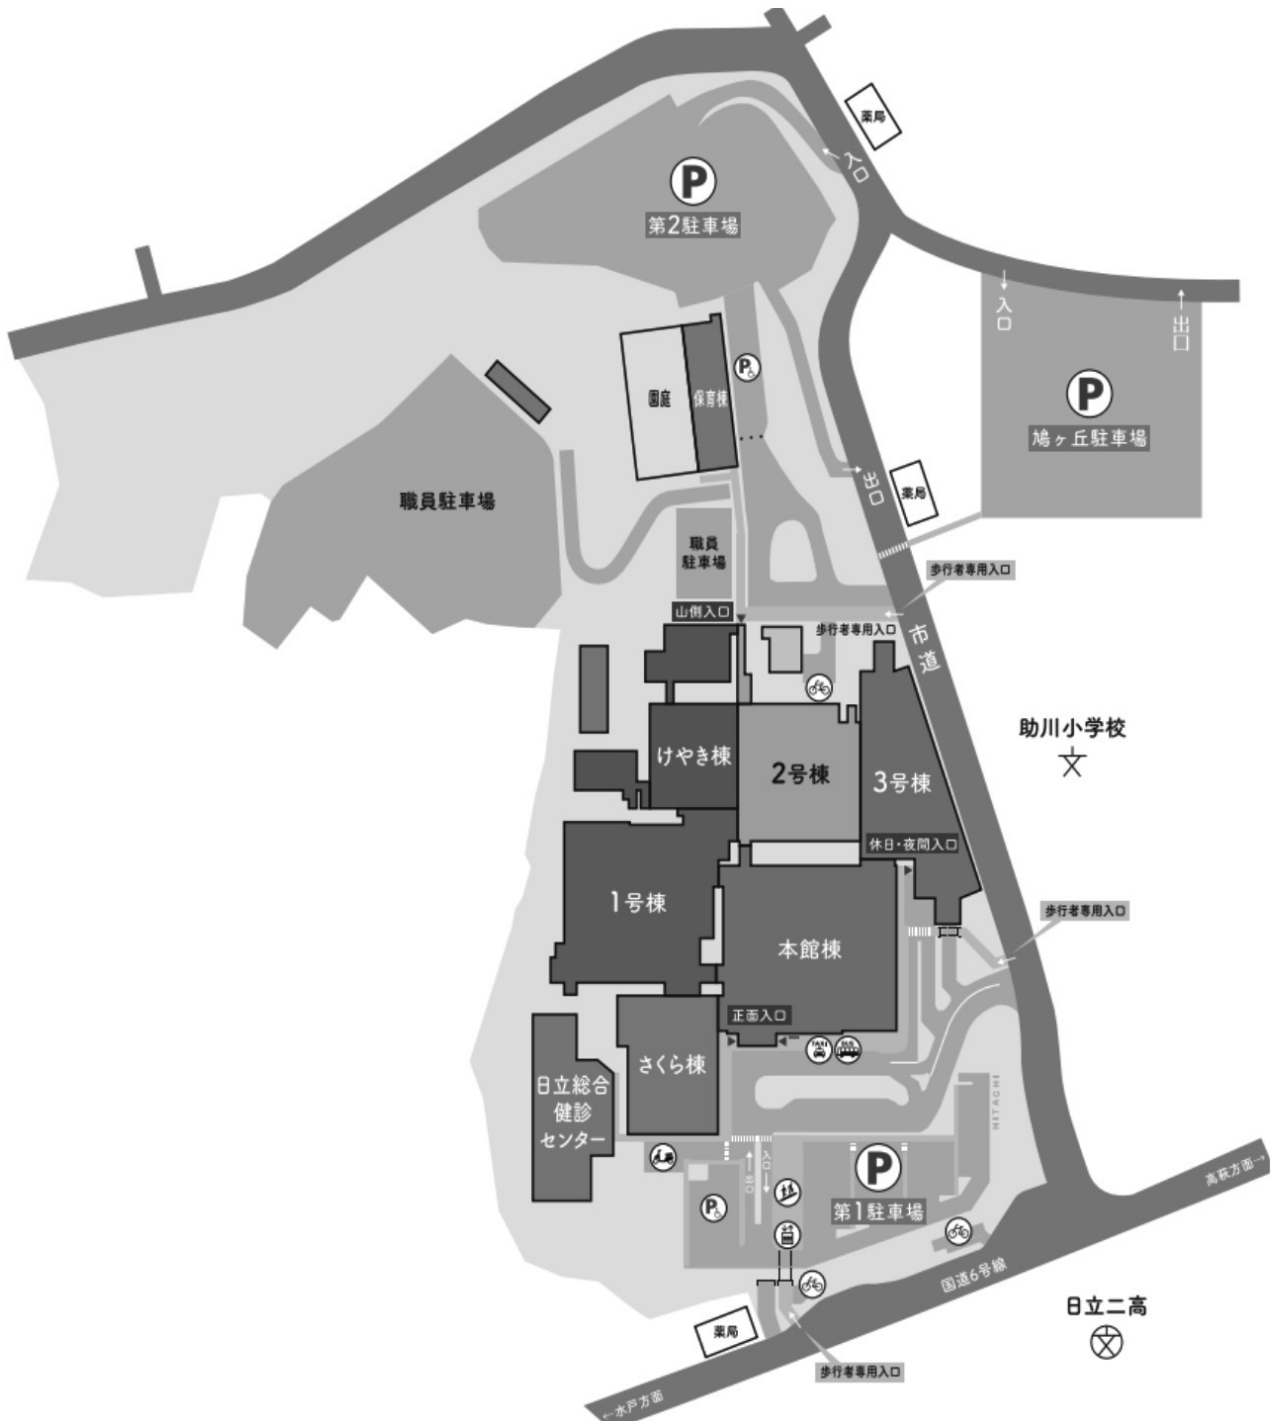 薬局
入口
P
第2駐車場
入口
出口
P
鳩ヶ丘駐車場
P
園庭
保育棟
出口
薬局
職員駐車場
職員
駐車場
歩行者専用入口
山側入口
歩行者専用入口
市道
助川小学校
文
けやき棟
2号棟
3号棟
休日・夜間入口
1号棟
本館棟
歩行者専用入口
正面入口
TAXI
BUS
さくら棟
日立総合
健診
センター
HITACHI
出口
入口
P
第1駐車場
P
高萩方面→
国道6号線
日立二高
文
薬局
歩行者専用入口
←水戸方面